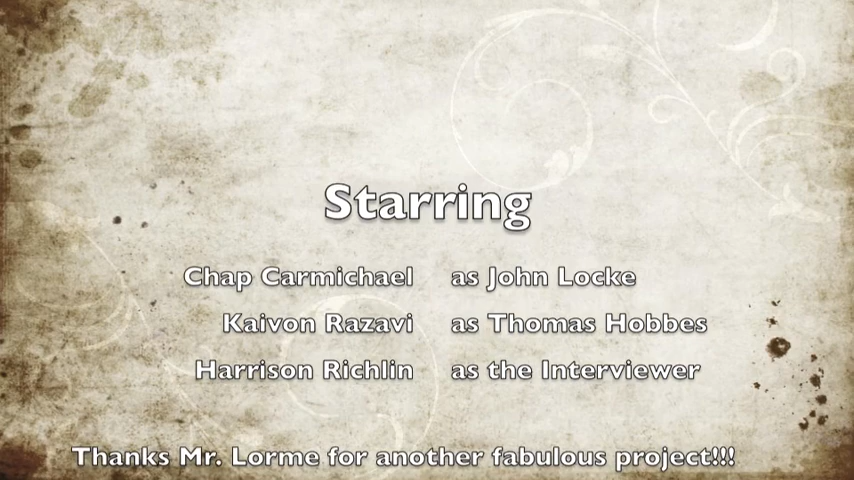 Starring
Chap Carmichael as John Locke
Kaivon Razavi as Thomas Hobbes
Harrison Richlin as the Interviewer
Thanks Mr. Lorme for another fabulous project!!!